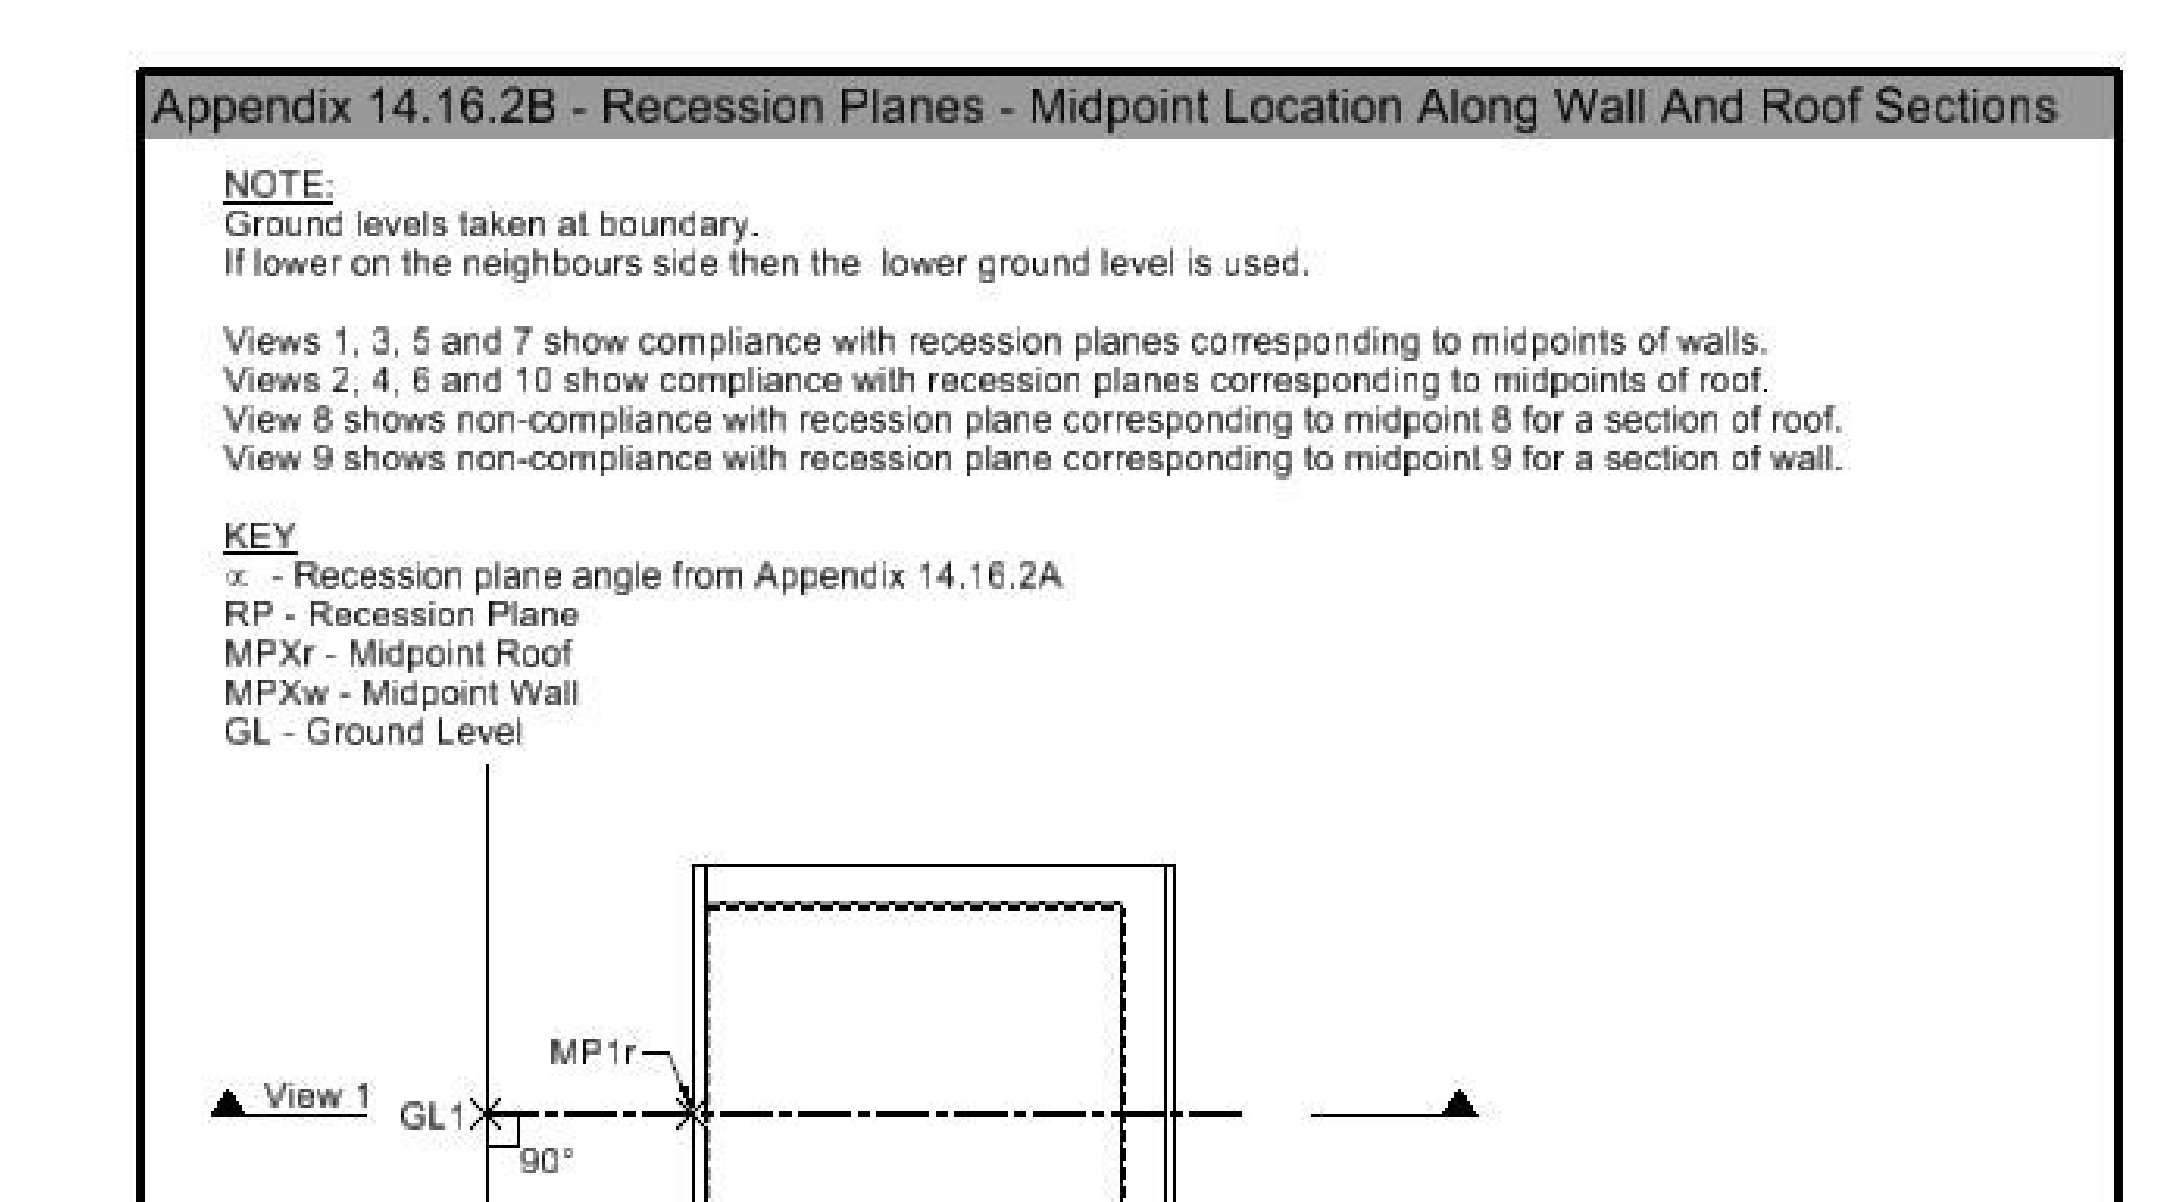 Appendix 14.16.2B - Recession Planes - Midpoint Location Along Wall And Roof Sections
NOTE:
Ground levels taken at boundary.
If lower on the neighbours side then the lower ground level is used.
Views 1, 3, 5 and 7 show compliance with recession planes corresponding to midpoints of walls.
Views 2, 4, 6 and 10 show compliance with recession planes corresponding to midpoints of roof.
View 8 shows non-compliance with recession plane corresponding to midpoint 8 for a section of roof.
View 9 shows non-compliance with recession plane corresponding to midpoint 9 for a section of wall.
KEY
∝ - Recession plane angle from Appendix 14.16.2A
RP - Recession Plane
MPXr - Midpoint Roof
MPXw - Midpoint Wall
GL - Ground Level
MP1r
View 1
GL1
90°